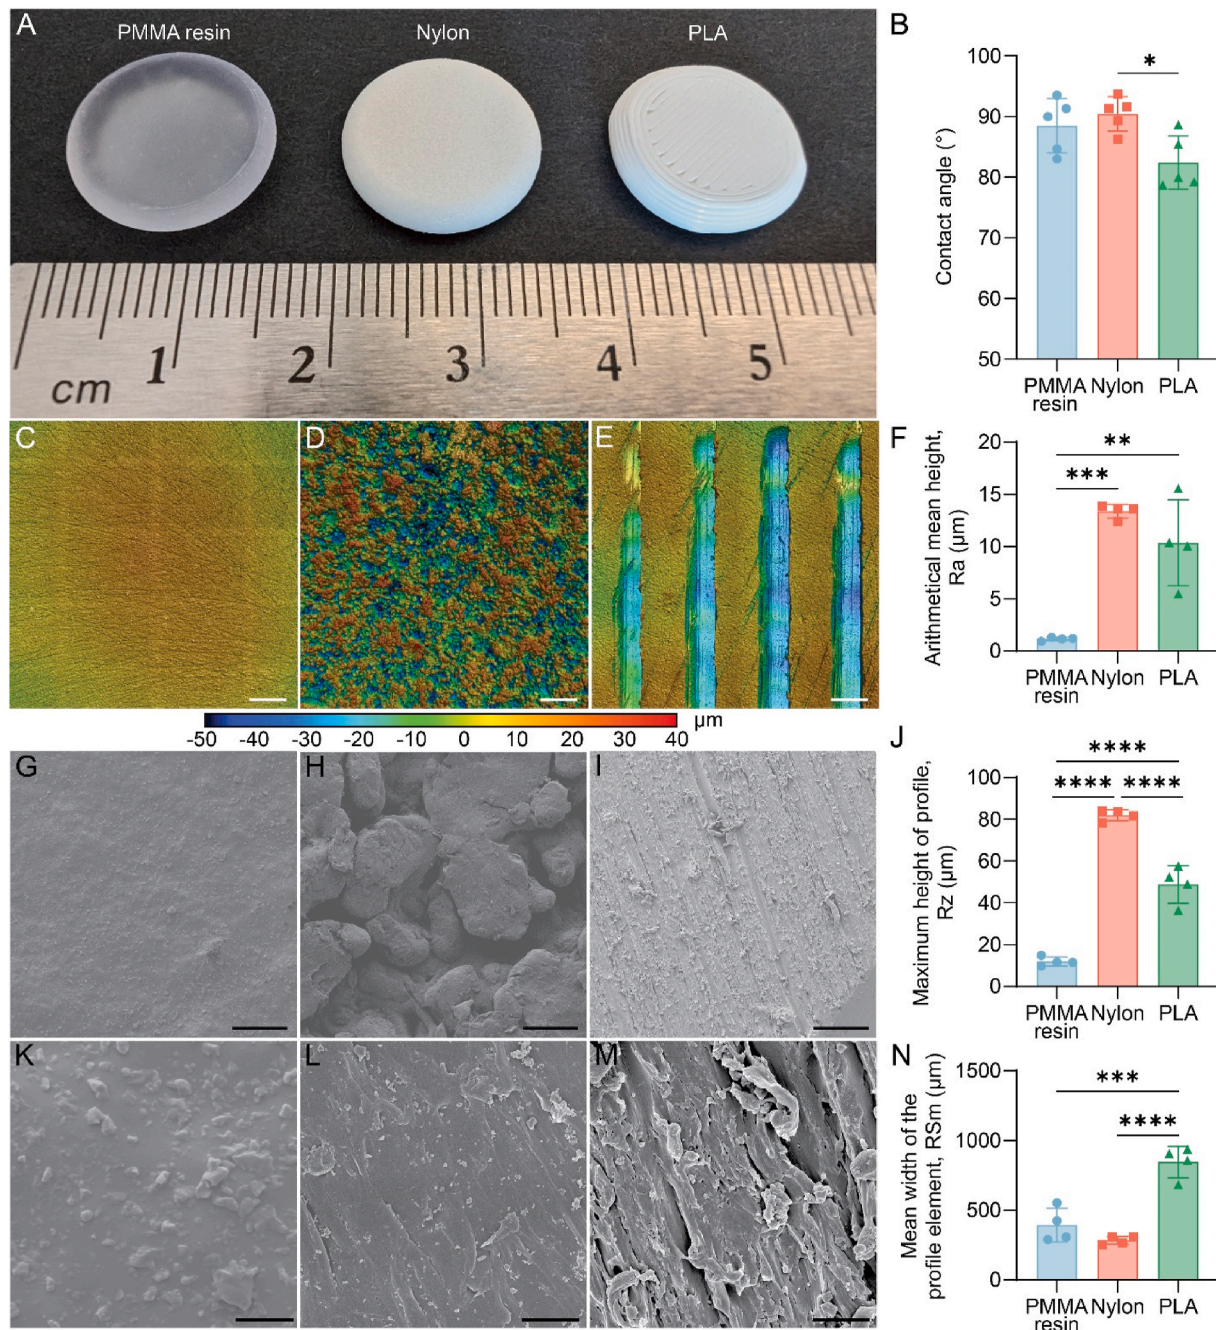 A
PMMA resin
Nylon
PLA
1 2 3 4 5
cm
B
*
Contact angle (°)
100
90
80
70
60
50
PMMA resin
Nylon
PLA
C
D
E
-50 -40 -30 -20 -10 0 10 20 30 40
µm
F
**
***
Arithmetical mean height,
Ra (µm)
20
15
10
5
0
PMMA resin
Nylon
PLA
G
H
I
J
****
**** ****
Maximum height of profile,
Rz (µm)
100
80
60
40
20
0
PMMA resin
Nylon
PLA
K
L
M
N
***
****
Mean width of the
profile element, RSm (µm)
1500
1000
500
0
PMMA resin
Nylon
PLA